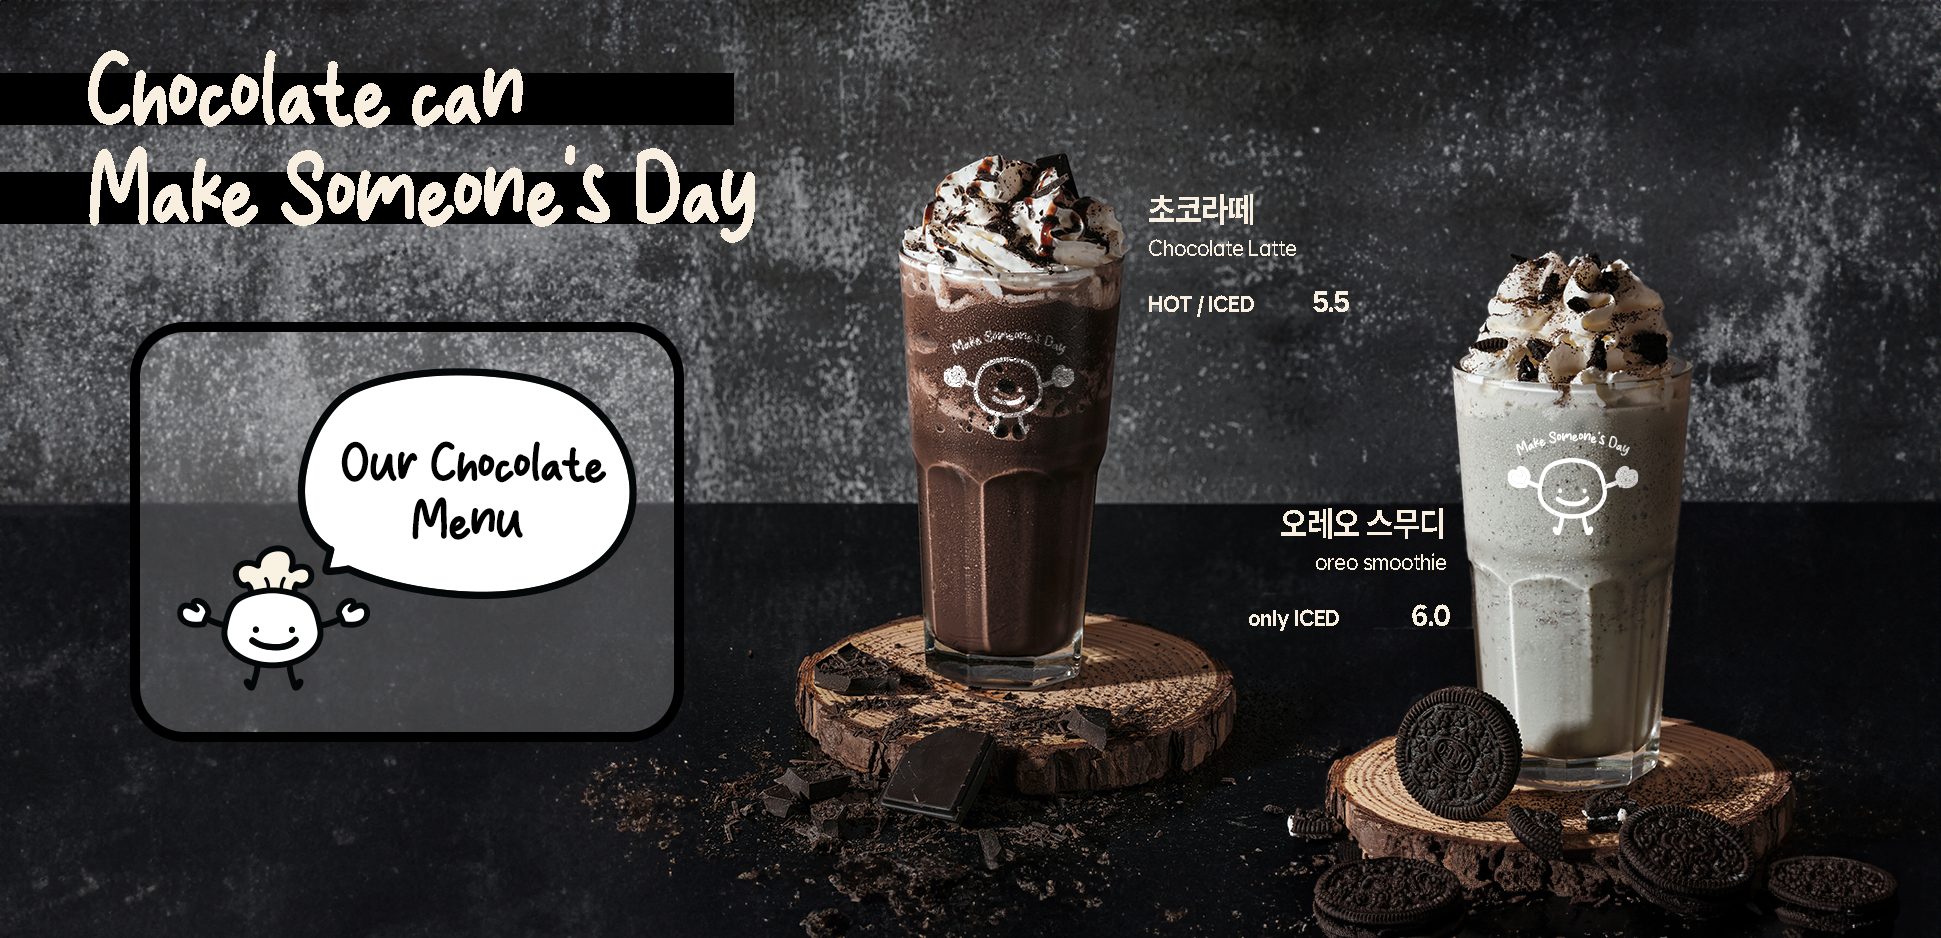 Chocolate can
Make Someone's Day
Our Chocolate
Menu
초코라떼
Chocolate Latte
HOT / ICED 5.5
Make Someone's Day
오레오 스무디
oreo smoothie
only ICED 6.0
Make Someone's Day